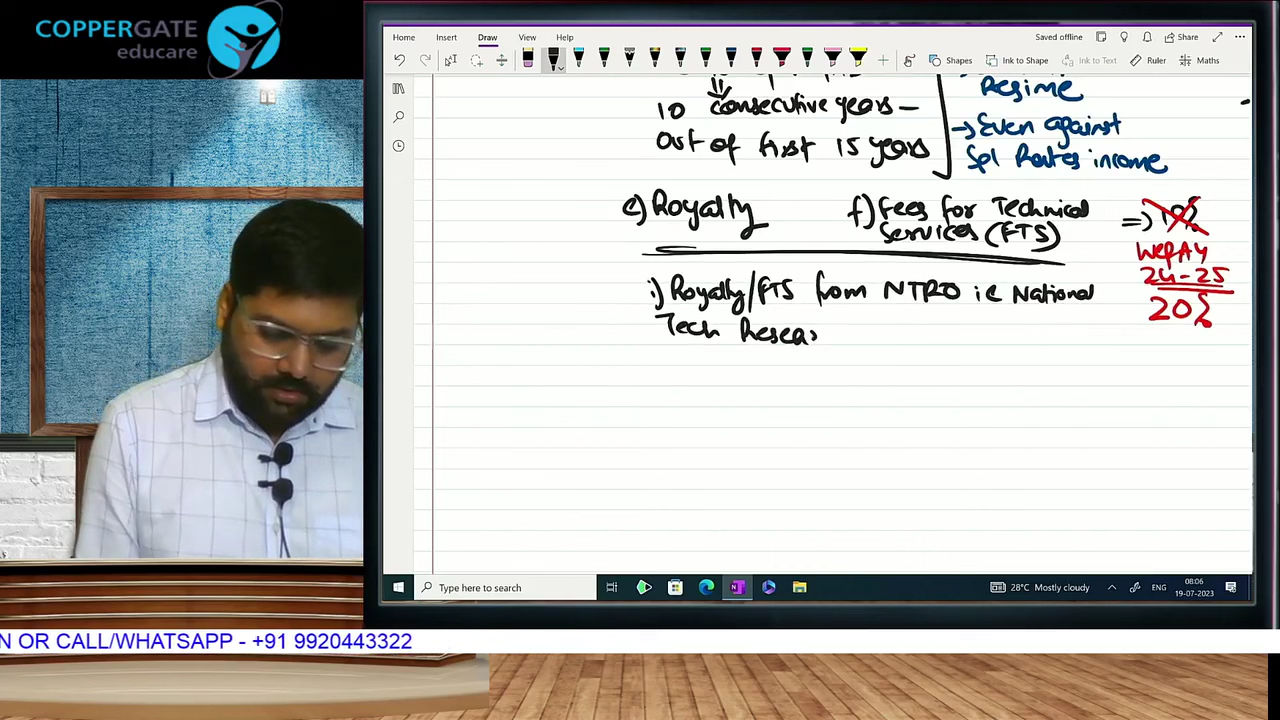 COPPERGATE
educare
Home Insert Draw View Help
Saved offline
Share
Shapes
Ink to Shape
Ink to Text
Ruler
Maths
10 consecutive years –
out of first 15 years
Regime
→ Even against
Spl Rates income
e) Royalty
f) Fees for Technical
Services (FTS)
⇒ 10%
WEF AY
24-25
20%
i) Royalty/FTS from NTRO i.e National
Tech Resea
Type here to search
28°C Mostly cloudy
ENG
08:06
19-07-2023
N OR CALL/WHATSAPP - +91 9920443322